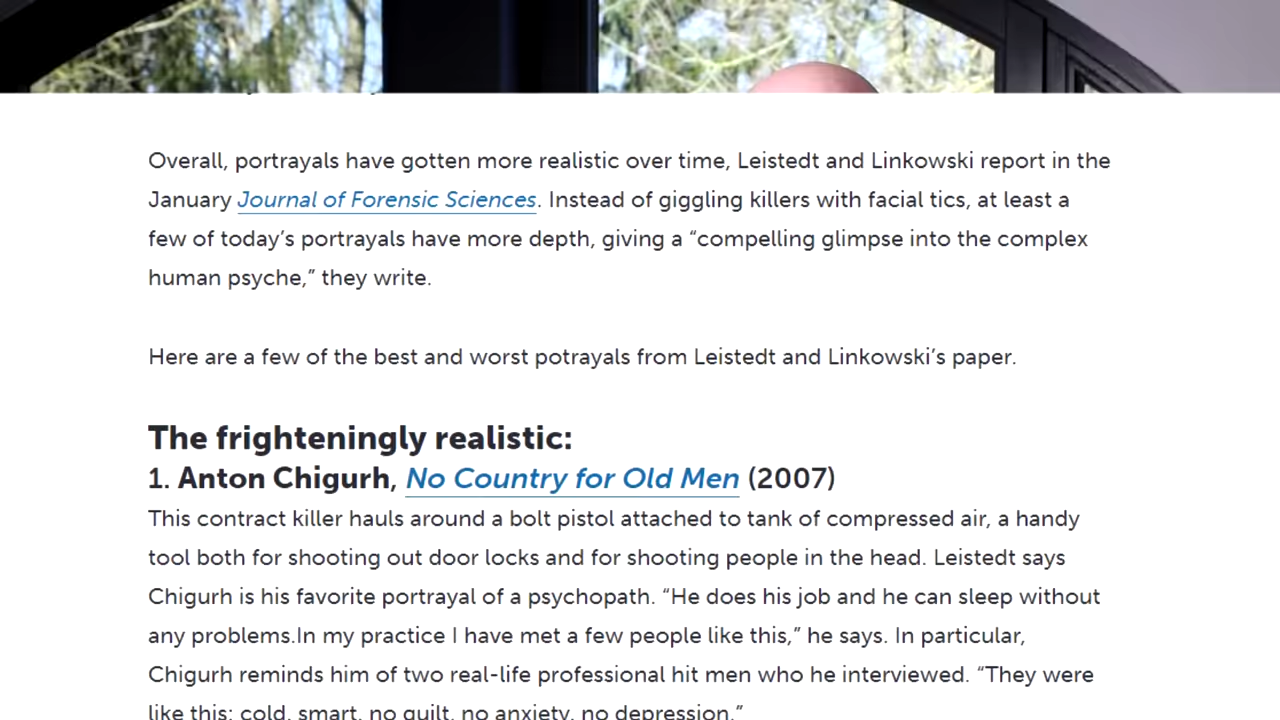 Overall, portrayals have gotten more realistic over time, Leistedt and Linkowski report in the
January Journal of Forensic Sciences. Instead of giggling killers with facial tics, at least a
few of today’s portrayals have more depth, giving a “compelling glimpse into the complex
human psyche,” they write.
Here are a few of the best and worst potrayals from Leistedt and Linkowski’s paper.
The frighteningly realistic:
1. Anton Chigurh, No Country for Old Men (2007)
This contract killer hauls around a bolt pistol attached to tank of compressed air, a handy
tool both for shooting out door locks and for shooting people in the head. Leistedt says
Chigurh is his favorite portrayal of a psychopath. “He does his job and he can sleep without
any problems.In my practice I have met a few people like this,” he says. In particular,
Chigurh reminds him of two real-life professional hit men who he interviewed. “They were
like this: cold, smart, no guilt, no anxiety, no depression.”